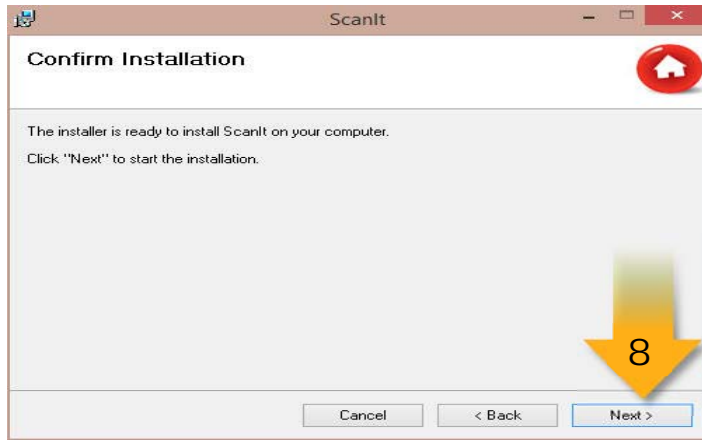 ScanIt
Confirm Installation
The installer is ready to install ScanIt on your computer.
Click "Next" to start the installation.
8
Cancel
< Back
Next >